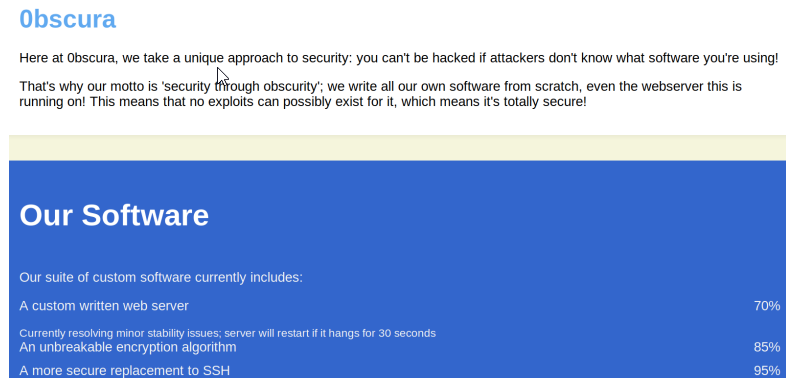 0bscura
Here at 0bscura, we take a unique approach to security: you can't be hacked if attackers don't know what software you're using!
That's why our motto is 'security through obscurity'; we write all our own software from scratch, even the webserver this is
running on! This means that no exploits can possibly exist for it, which means it's totally secure!
Our Software
Our suite of custom software currently includes:
A custom written web server 70%
Currently resolving minor stability issues; server will restart if it hangs for 30 seconds
An unbreakable encryption algorithm 85%
A more secure replacement to SSH 95%